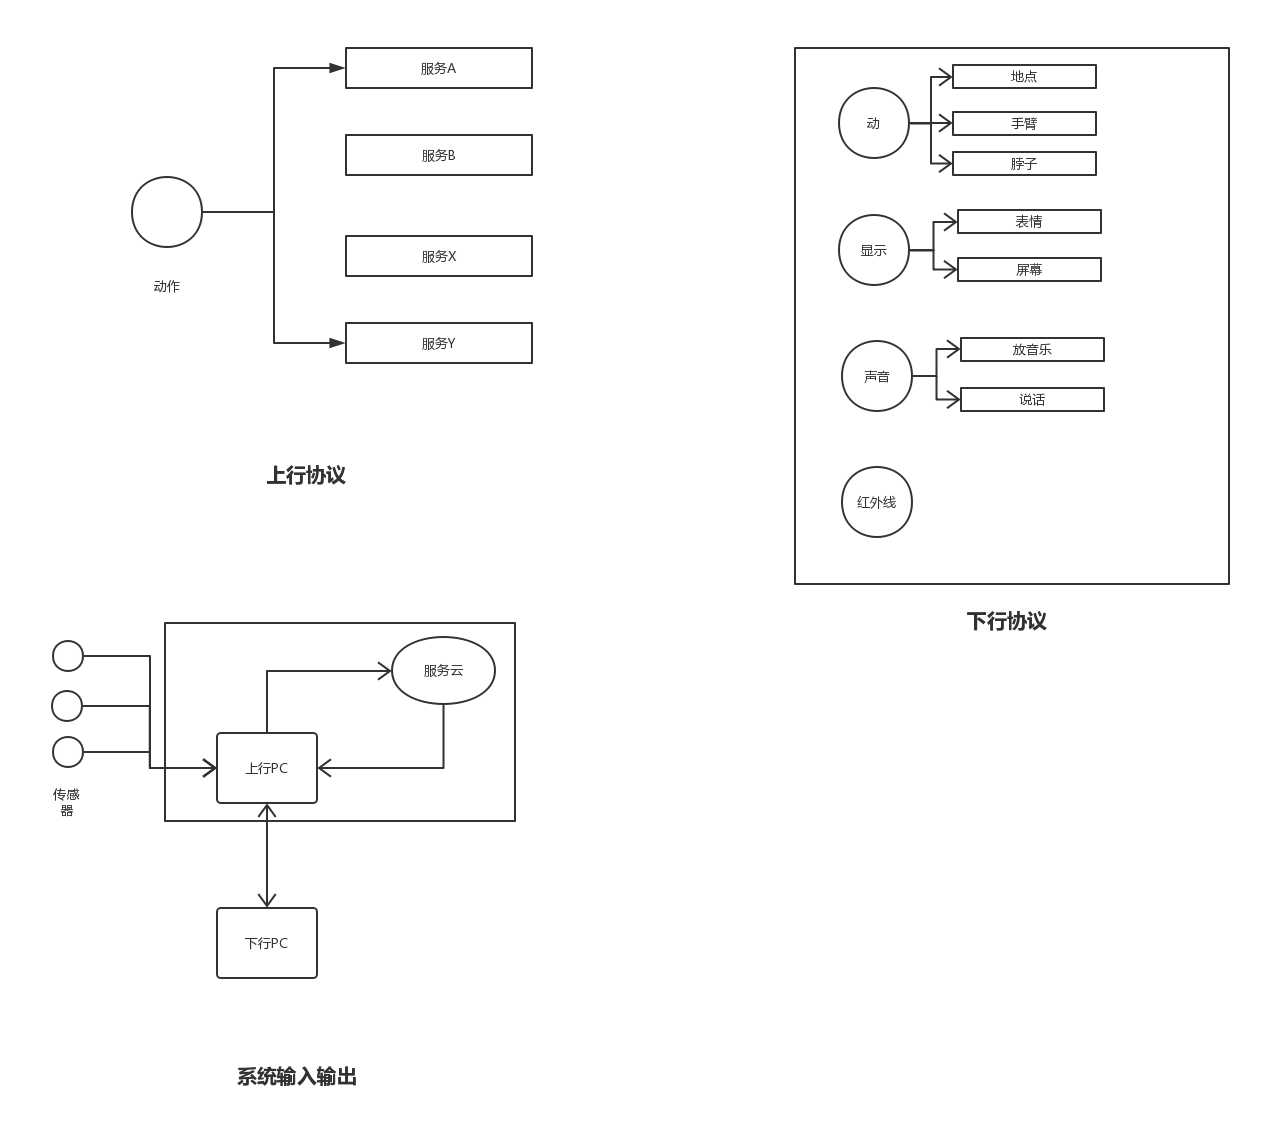 服务A
服务B
服务X
服务Y
动作
上行协议
动
地点
手臂
脖子
显示
表情
屏幕
声音
放音乐
说话
红外线
下行协议
服务云
上行PC
传感
器
下行PC
系统输入输出